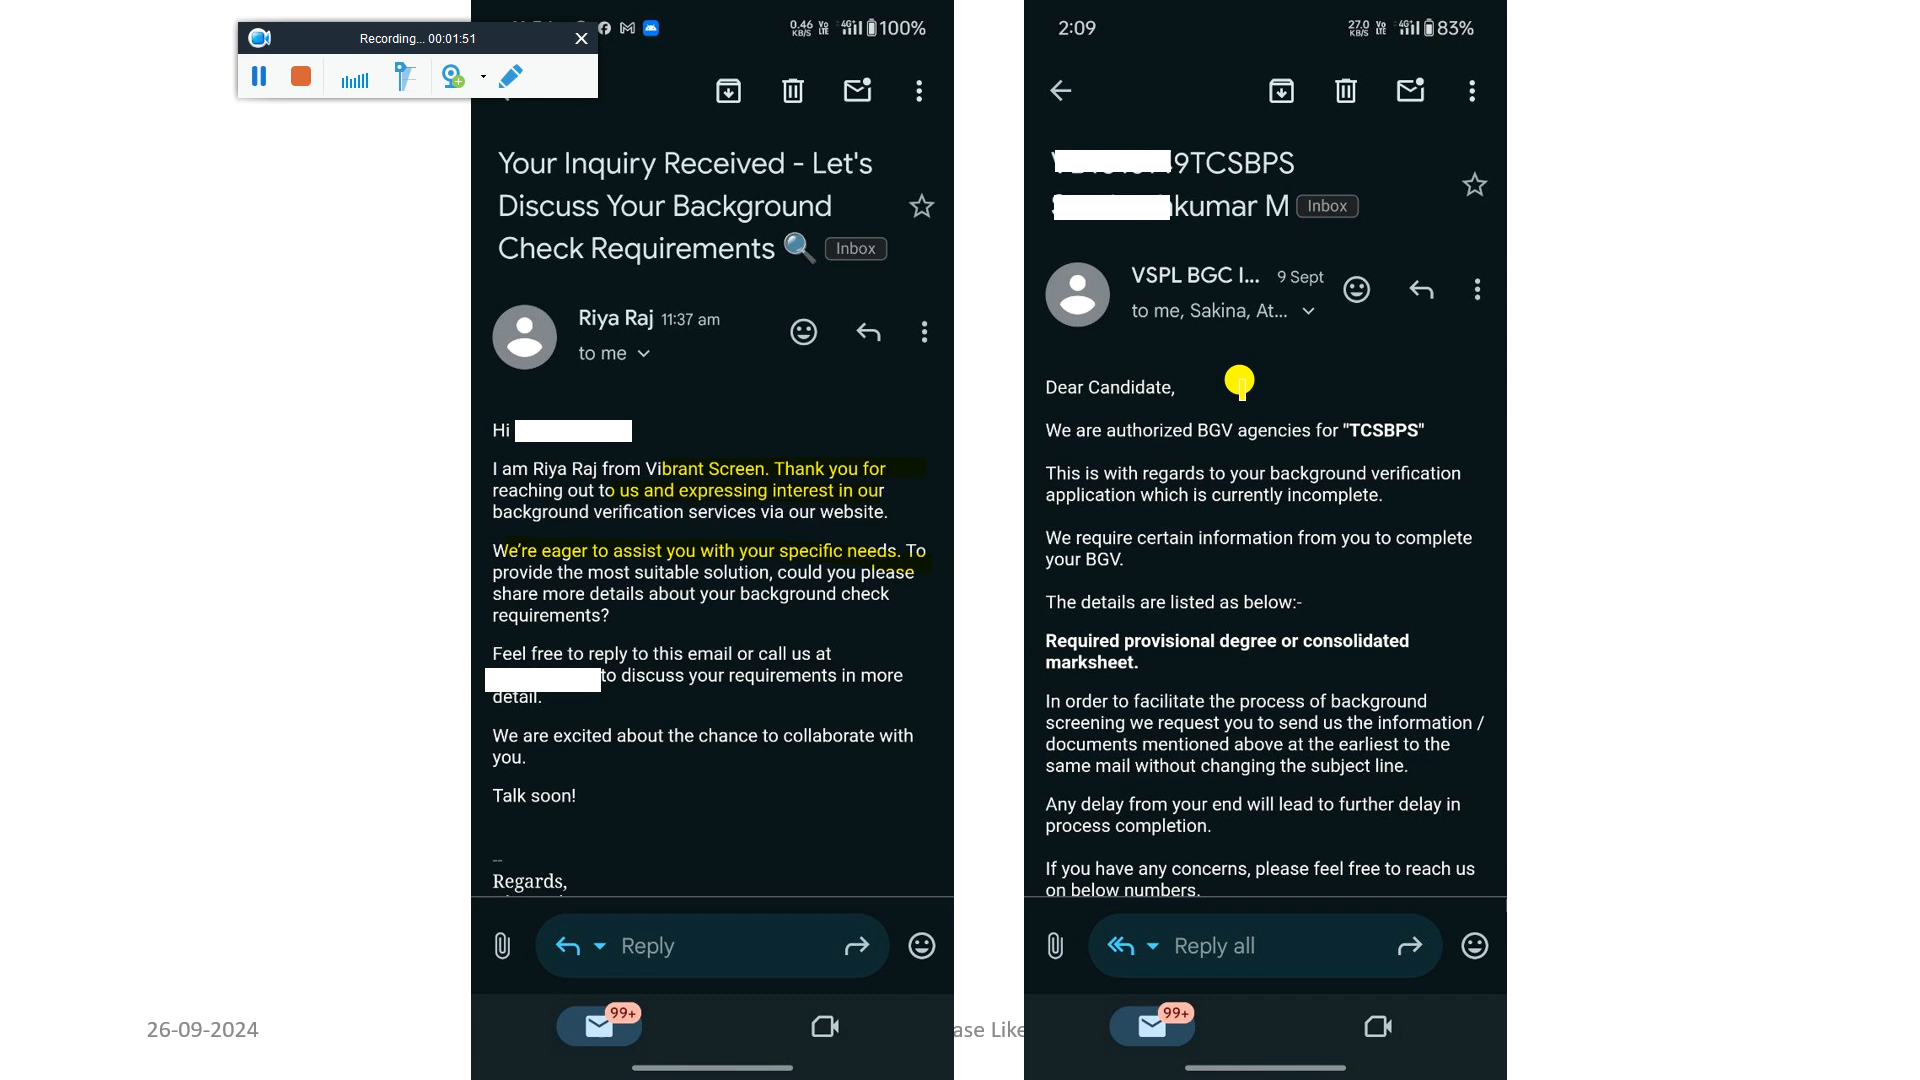 Recording... 00:01:51
0.46 KB/S Vo LTE 4G 100%
Your Inquiry Received - Let's
Discuss Your Background
Check Requirements 🔍 Inbox
Riya Raj 11:37 am
to me
Hi
I am Riya Raj from Vibrant Screen. Thank you for
reaching out to us and expressing interest in our
background verification services via our website.
We're eager to assist you with your specific needs. To
provide the most suitable solution, could you please
share more details about your background check
requirements?
Feel free to reply to this email or call us at
to discuss your requirements in more
detail.
We are excited about the chance to collaborate with
you.
Talk soon!
--
Regards,
Reply
99+
2:09
27.0 KB/S Vo LTE 4G 83%
9TCSBPS
kumar M Inbox
VSPL BGC I... 9 Sept
to me, Sakina, At...
Dear Candidate,
We are authorized BGV agencies for "TCSBPS"
This is with regards to your background verification
application which is currently incomplete.
We require certain information from you to complete
your BGV.
The details are listed as below:-
Required provisional degree or consolidated
marksheet.
In order to facilitate the process of background
screening we request you to send us the information /
documents mentioned above at the earliest to the
same mail without changing the subject line.
Any delay from your end will lead to further delay in
process completion.
If you have any concerns, please feel free to reach us
on below numbers.
Reply all
99+
26-09-2024
ase Like